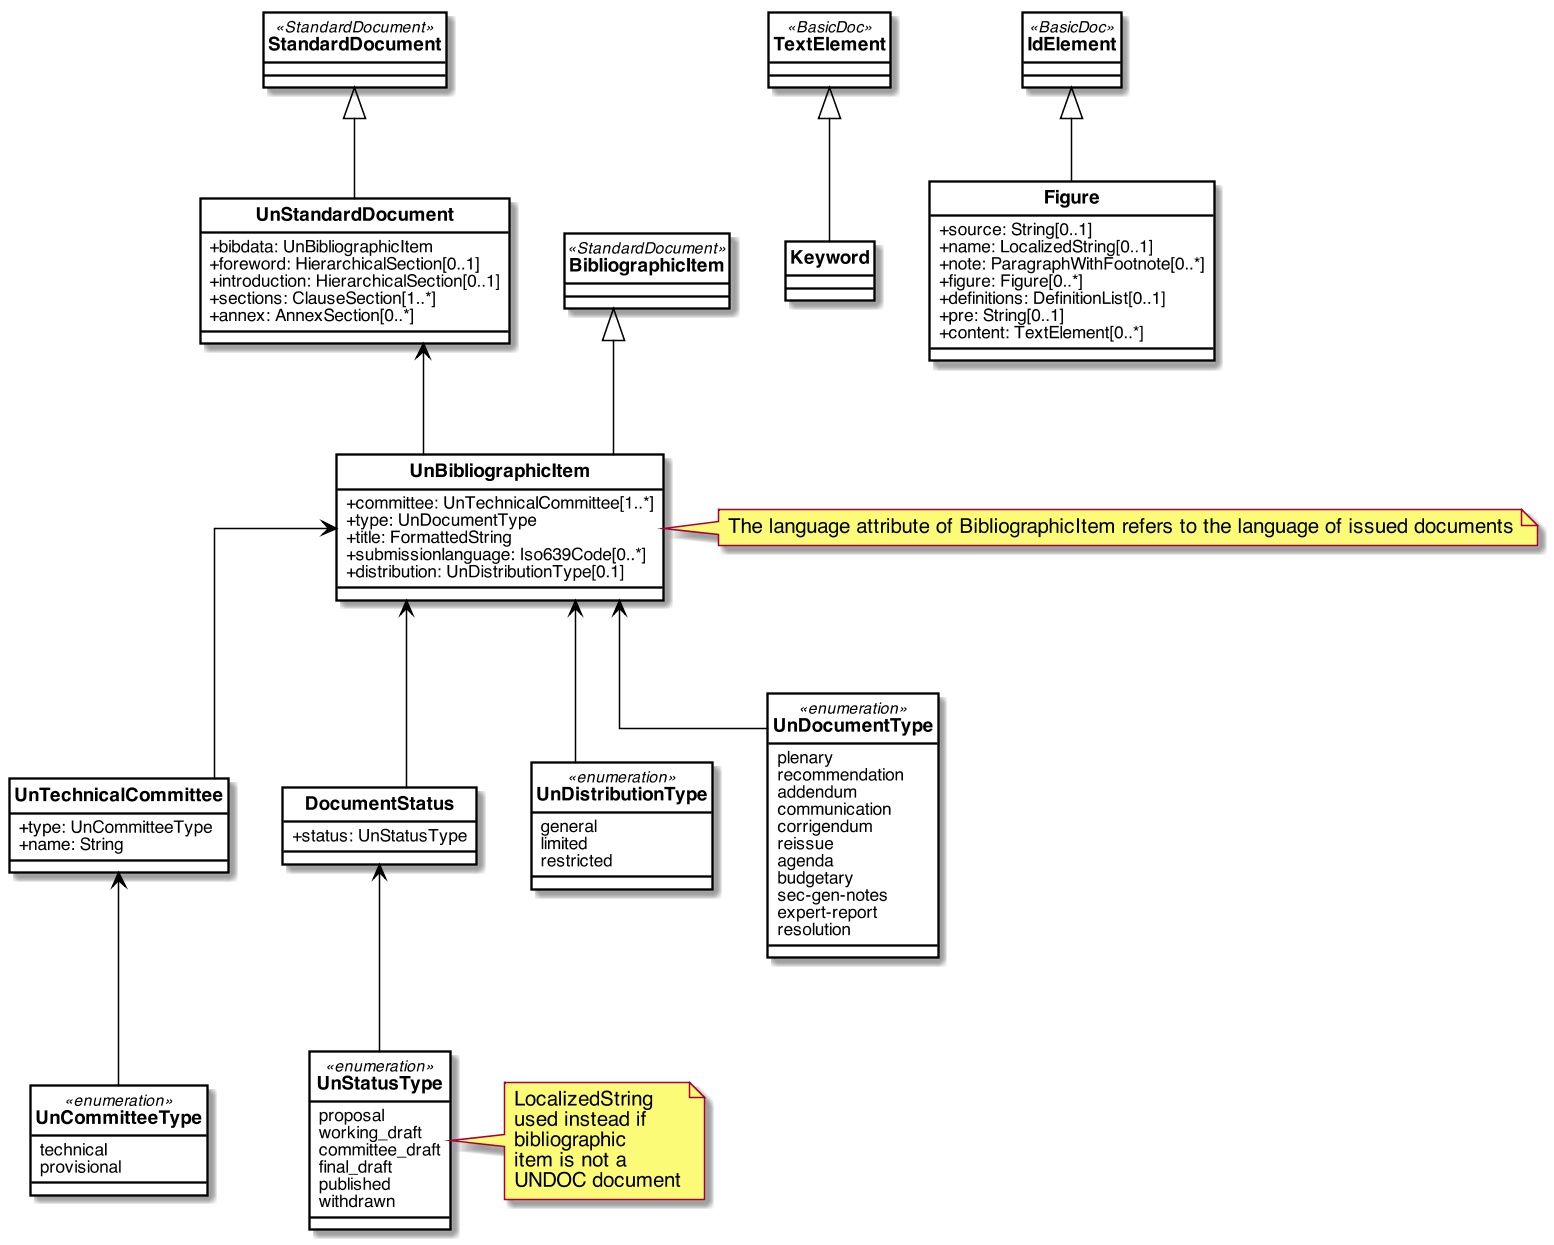 «StandardDocument»
StandardDocument
«BasicDoc»
TextElement
«BasicDoc»
IdElement
UnStandardDocument
+bibdata: UnBibliographicItem
+foreword: HierarchicalSection[0..1]
+introduction: HierarchicalSection[0..1]
+sections: ClauseSection[1..*]
+annex: AnnexSection[0..*]
«StandardDocument»
BibliographicItem
Keyword
Figure
+source: String[0..1]
+name: LocalizedString[0..1]
+note: ParagraphWithFootnote[0..*]
+figure: Figure[0..*]
+definitions: DefinitionList[0..1]
+pre: String[0..1]
+content: TextElement[0..*]
UnBibliographicItem
+committee: UnTechnicalCommittee[1..*]
+type: UnDocumentType
+title: FormattedString
+submissionlanguage: Iso639Code[0..*]
+distribution: UnDistributionType[0.1]
The language attribute of BibliographicItem refers to the language of issued documents
UnTechnicalCommittee
+type: UnCommitteeType
+name: String
DocumentStatus
+status: UnStatusType
«enumeration»
UnDistributionType
general
limited
restricted
«enumeration»
UnDocumentType
plenary
recommendation
addendum
communication
corrigendum
reissue
agenda
budgetary
sec-gen-notes
expert-report
resolution
«enumeration»
UnCommitteeType
technical
provisional
«enumeration»
UnStatusType
proposal
working_draft
committee_draft
final_draft
published
withdrawn
LocalizedString
used instead if
bibliographic
item is not a
UNDOC document